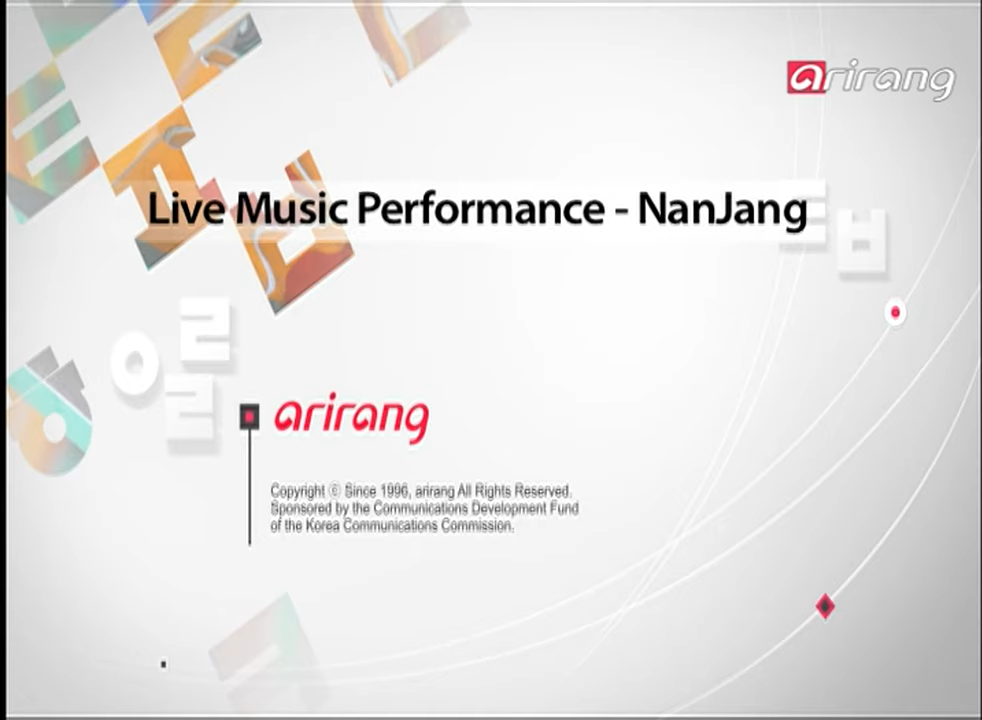 arirang
Live Music Performance - NanJang
arirang
Copyright ⓒ Since 1996, arirang All Rights Reserved.
Sponsored by the Communications Development Fund
of the Korea Communications Commission.